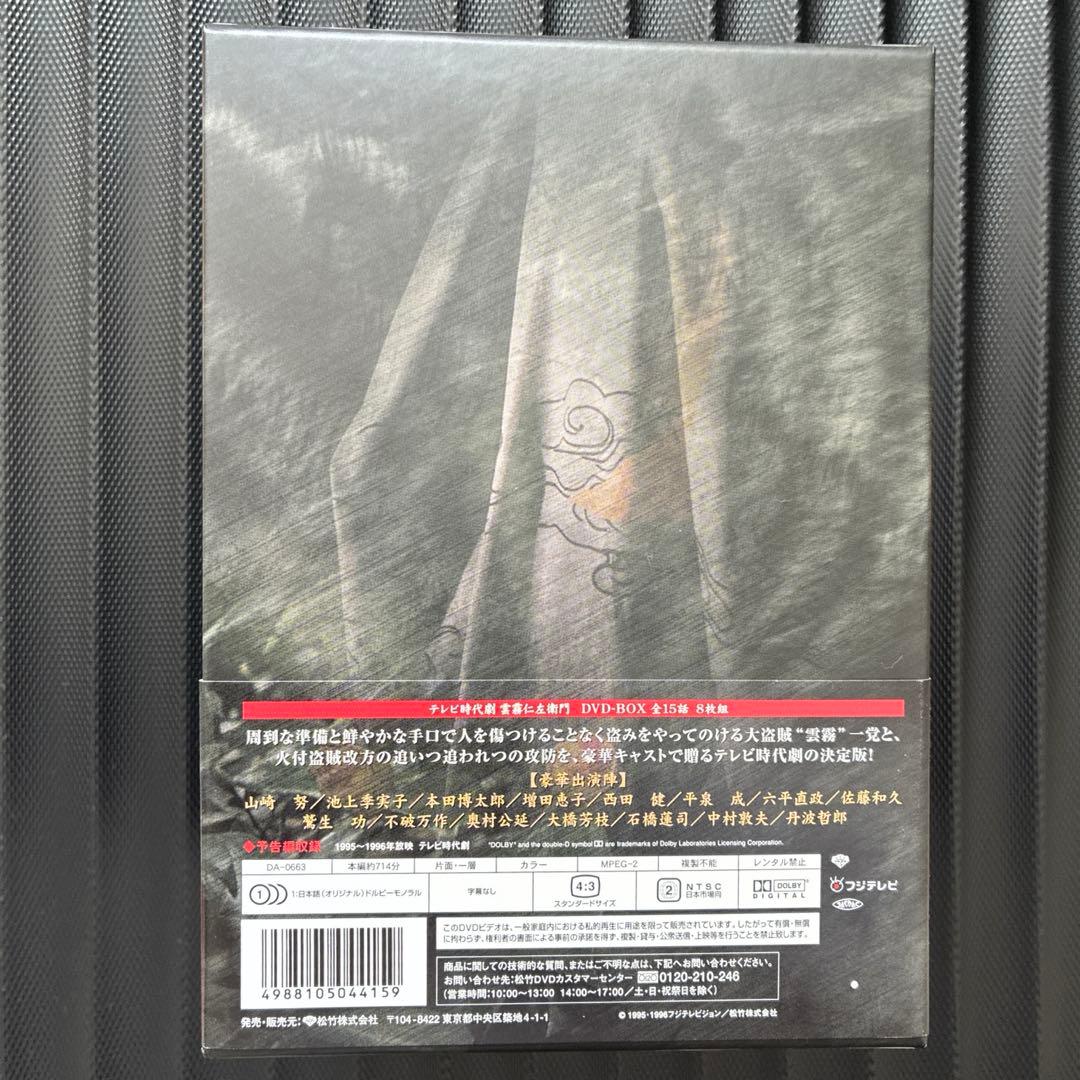 テレビ時代劇 雲霧仁左衛門 DVD-BOX 全15話 8枚組
周到な準備と鮮やかな手口で人を傷つけることなく盗みをやってのける大盗賊“雲霧”一党と、
火付盗賊改方の追いつ追われつの攻防を、豪華キャストで贈るテレビ時代劇の決定版!
【豪華出演陣】
山﨑 努/池上季実子/本田博太郎/増田恵子/西田 健/平泉 成/六平直政/佐藤和久
鷲生 功/不破万作/奥村公延/大橋芳枝/石橋蓮司/中村敦夫/丹波哲郎
◆予告編収録 1995~1996年放映 テレビ時代劇 "DOLBY" and the double-D symbol are trademarks of Dolby Laboratories Licensing Corporation.
DA-0663 本編約714分 片面・一層 カラー MPEG-2 複製不能 レンタル禁止
1 1:日本語(オリジナル)ドルビーモノラル 字幕なし 4:3 スタンダードサイズ 2 NTSC 日本市場向 DOLBY DIGITAL
フジテレビ
このDVDビデオは、一般家庭内における私的再生に用途を限って販売されています。したがって有償・無償
に拘わらず、権利者の書面による事前の承諾を得ず、複製・貸与・公衆送信・上映等を行うことを禁止致します。
商品に関しての技術的な質問、またはご不明な点は、下記へお問い合わせください。
お問い合わせ先:松竹DVDカスタマーセンター 0120-210-246
(営業時間:10:00~13:00 14:00~17:00/土・日・祝祭日を除く)
4988105044159
発売・販売元: 松竹株式会社 〒104-8422 東京都中央区築地4-1-1
©1995・1996フジテレビジョン/松竹株式会社